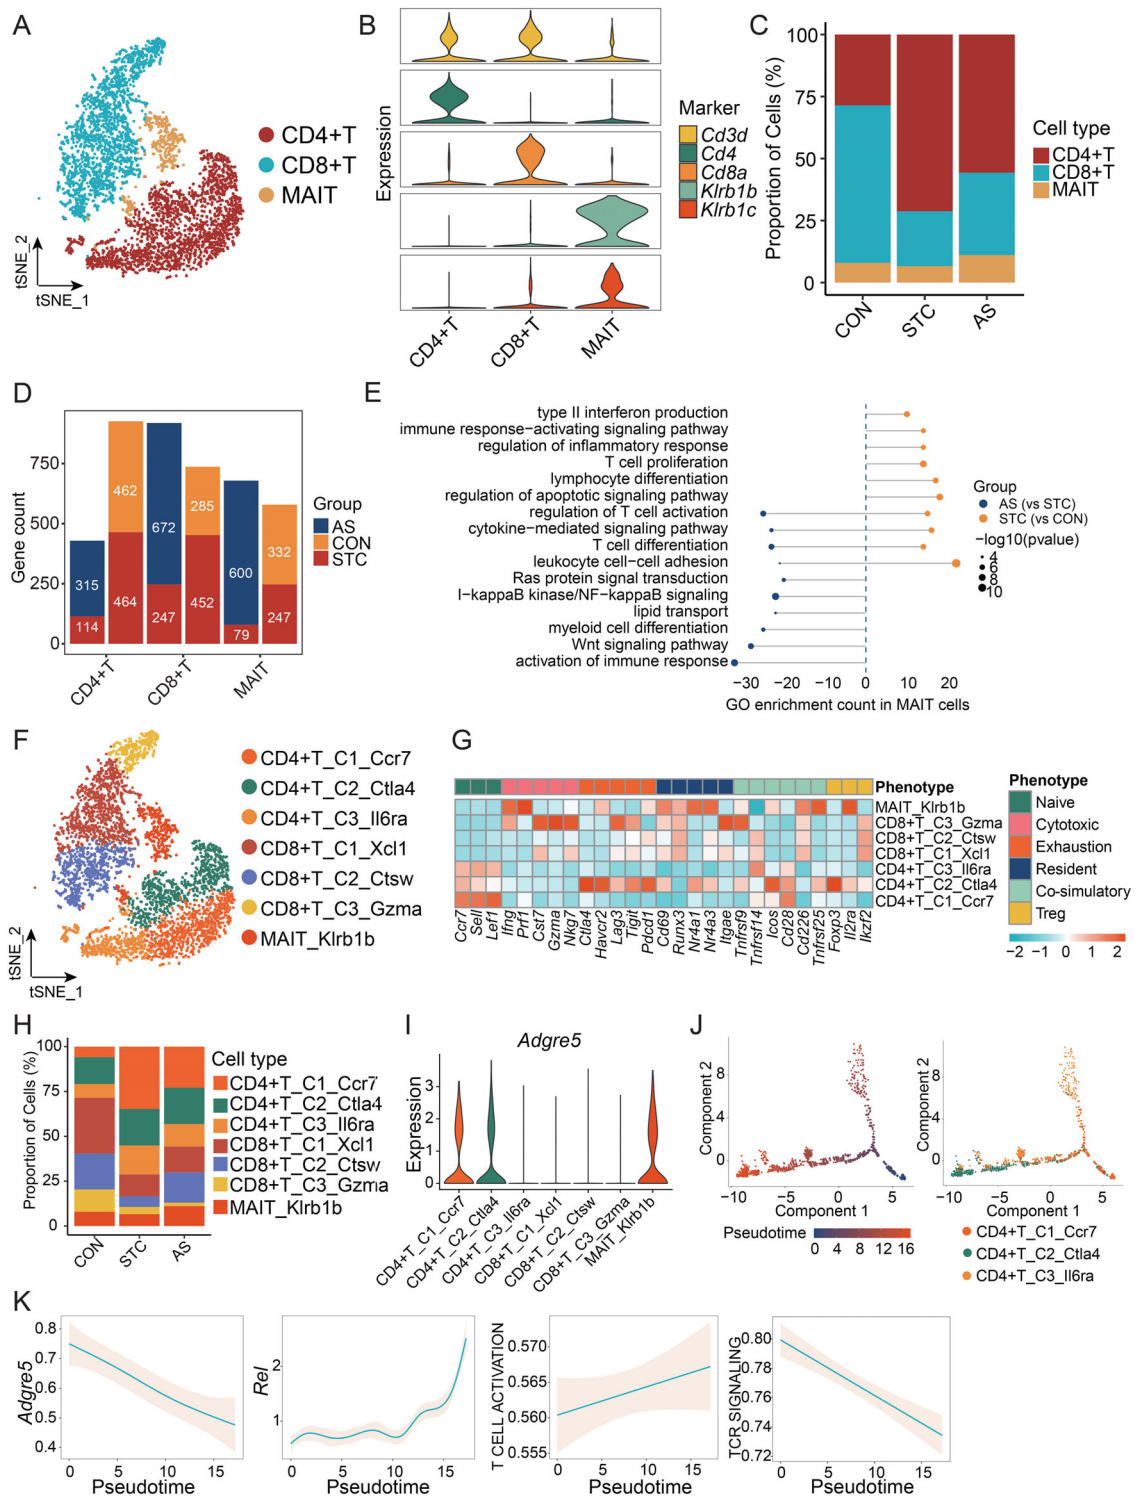 A
CD4+T
CD8+T
MAIT
tSNE_2
tSNE_1
B
Expression
Marker
Cd3d
Cd4
Cd8a
Klrb1b
Klrb1c
CD4+T
CD8+T
MAIT
C
Proportion of Cells (%)
100
75
50
25
0
CON
STC
AS
Cell type
CD4+T
CD8+T
MAIT
D
Gene count
750
500
250
0
315
114
462
464
672
247
285
452
600
79
332
247
CD4+T
CD8+T
MAIT
Group
AS
CON
STC
E
type II interferon production
immune response−activating signaling pathway
regulation of inflammatory response
T cell proliferation
lymphocyte differentiation
regulation of apoptotic signaling pathway
regulation of T cell activation
cytokine−mediated signaling pathway
T cell differentiation
leukocyte cell−cell adhesion
Ras protein signal transduction
I−kappaB kinase/NF−kappaB signaling
lipid transport
myeloid cell differentiation
Wnt signaling pathway
activation of immune response
−30 −20 −10 0 10 20
GO enrichment count in MAIT cells
Group
AS (vs STC)
STC (vs CON)
−log10(pvalue)
4
6
8
10
F
CD4+T_C1_Ccr7
CD4+T_C2_Ctla4
CD4+T_C3_Il6ra
CD8+T_C1_Xcl1
CD8+T_C2_Ctsw
CD8+T_C3_Gzma
MAIT_Klrb1b
tSNE_2
tSNE_1
G
Phenotype
MAIT_Klrb1b
CD8+T_C3_Gzma
CD8+T_C2_Ctsw
CD8+T_C1_Xcl1
CD4+T_C3_Il6ra
CD4+T_C2_Ctla4
CD4+T_C1_Ccr7
Ccr7 Sell Lef1 Ifng Prf1 Cst7 Gzma Nkg7 Ctla4 Havcr2 Lag3 Tigit Pdcd1 Cd69 Runx3 Nr4a1 Nr4a3 Itgae Tnfrsf9 Tnfrsf14 Icos Cd28 Cd226 Tnfrsf25 Foxp3 Il2ra Ikzf2
Phenotype
Naive
Cytotoxic
Exhaustion
Resident
Co-simulatory
Treg
−2 −1 0 1 2
H
Proportion of Cells (%)
100
75
50
25
0
CON
STC
AS
Cell type
CD4+T_C1_Ccr7
CD4+T_C2_Ctla4
CD4+T_C3_Il6ra
CD8+T_C1_Xcl1
CD8+T_C2_Ctsw
CD8+T_C3_Gzma
MAIT_Klrb1b
I
Adgre5
Expression
3
2
1
0
CD4+T_C1_Ccr7
CD4+T_C2_Ctla4
CD4+T_C3_Il6ra
CD8+T_C1_Xcl1
CD8+T_C2_Ctsw
CD8+T_C3_Gzma
MAIT_Klrb1b
J
Component 2
8
4
0
−10 −5 0 5
Component 1
Pseudotime
0 4 8 12 16
Component 2
8
4
0
−10 −5 0 5
Component 1
CD4+T_C1_Ccr7
CD4+T_C2_Ctla4
CD4+T_C3_Il6ra
K
Adgre5
0.8
0.7
0.6
0.5
0.4
0 5 10 15
Pseudotime
Rel
2
1
0 5 10 15
Pseudotime
T CELL ACTIVATION
0.570
0.565
0.560
0.555
0 5 10 15
Pseudotime
TCR SIGNALING
0.80
0.78
0.76
0.74
0.72
0 5 10 15
Pseudotime